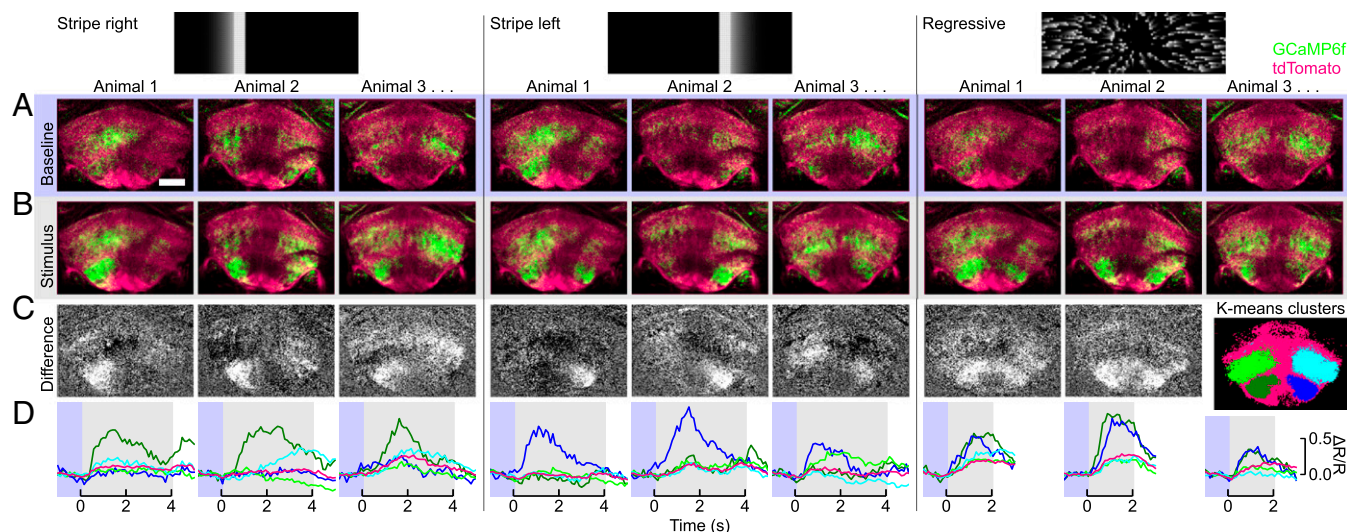 Stripe right
Stripe left
Regressive
GCaMP6f
tdTomato
Animal 1 Animal 2 Animal 3 . . . Animal 1 Animal 2 Animal 3 . . . Animal 1 Animal 2 Animal 3 . . .
A
Baseline
B
Stimulus
C
Difference
K-means clusters
D
0.5
0.0
ΔR/R
0 2 4 0 2 4 0 2 4 0 2 4 0 2 4 0 2 4 0 2 0 2 0 2
Time (s)